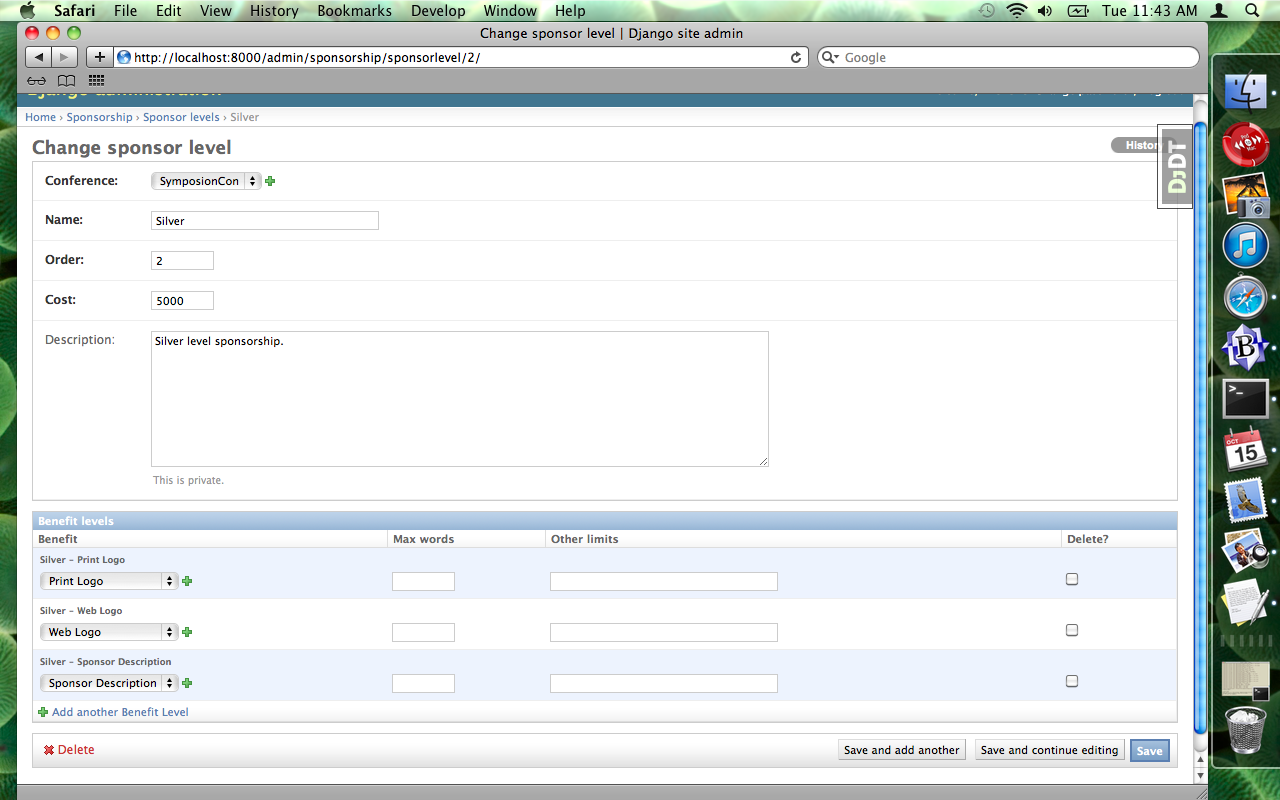 Safari File Edit View History Bookmarks Develop Window Help Tue 11:43 AM
Change sponsor level | Django site admin
http://localhost:8000/admin/sponsorship/sponsorlevel/2/ Google
Django administration
Home › Sponsorship › Sponsor levels › Silver
Change sponsor level History
DJDT
Conference: SymposionCon
Name: Silver
Order: 2
Cost: 5000
Description: Silver level sponsorship.
This is private.
Benefit levels
Benefit Max words Other limits Delete?
Silver – Print Logo
Print Logo
Silver – Web Logo
Web Logo
Silver – Sponsor Description
Sponsor Description
Add another Benefit Level
Delete Save and add another Save and continue editing Save
B
>_
OCT
15